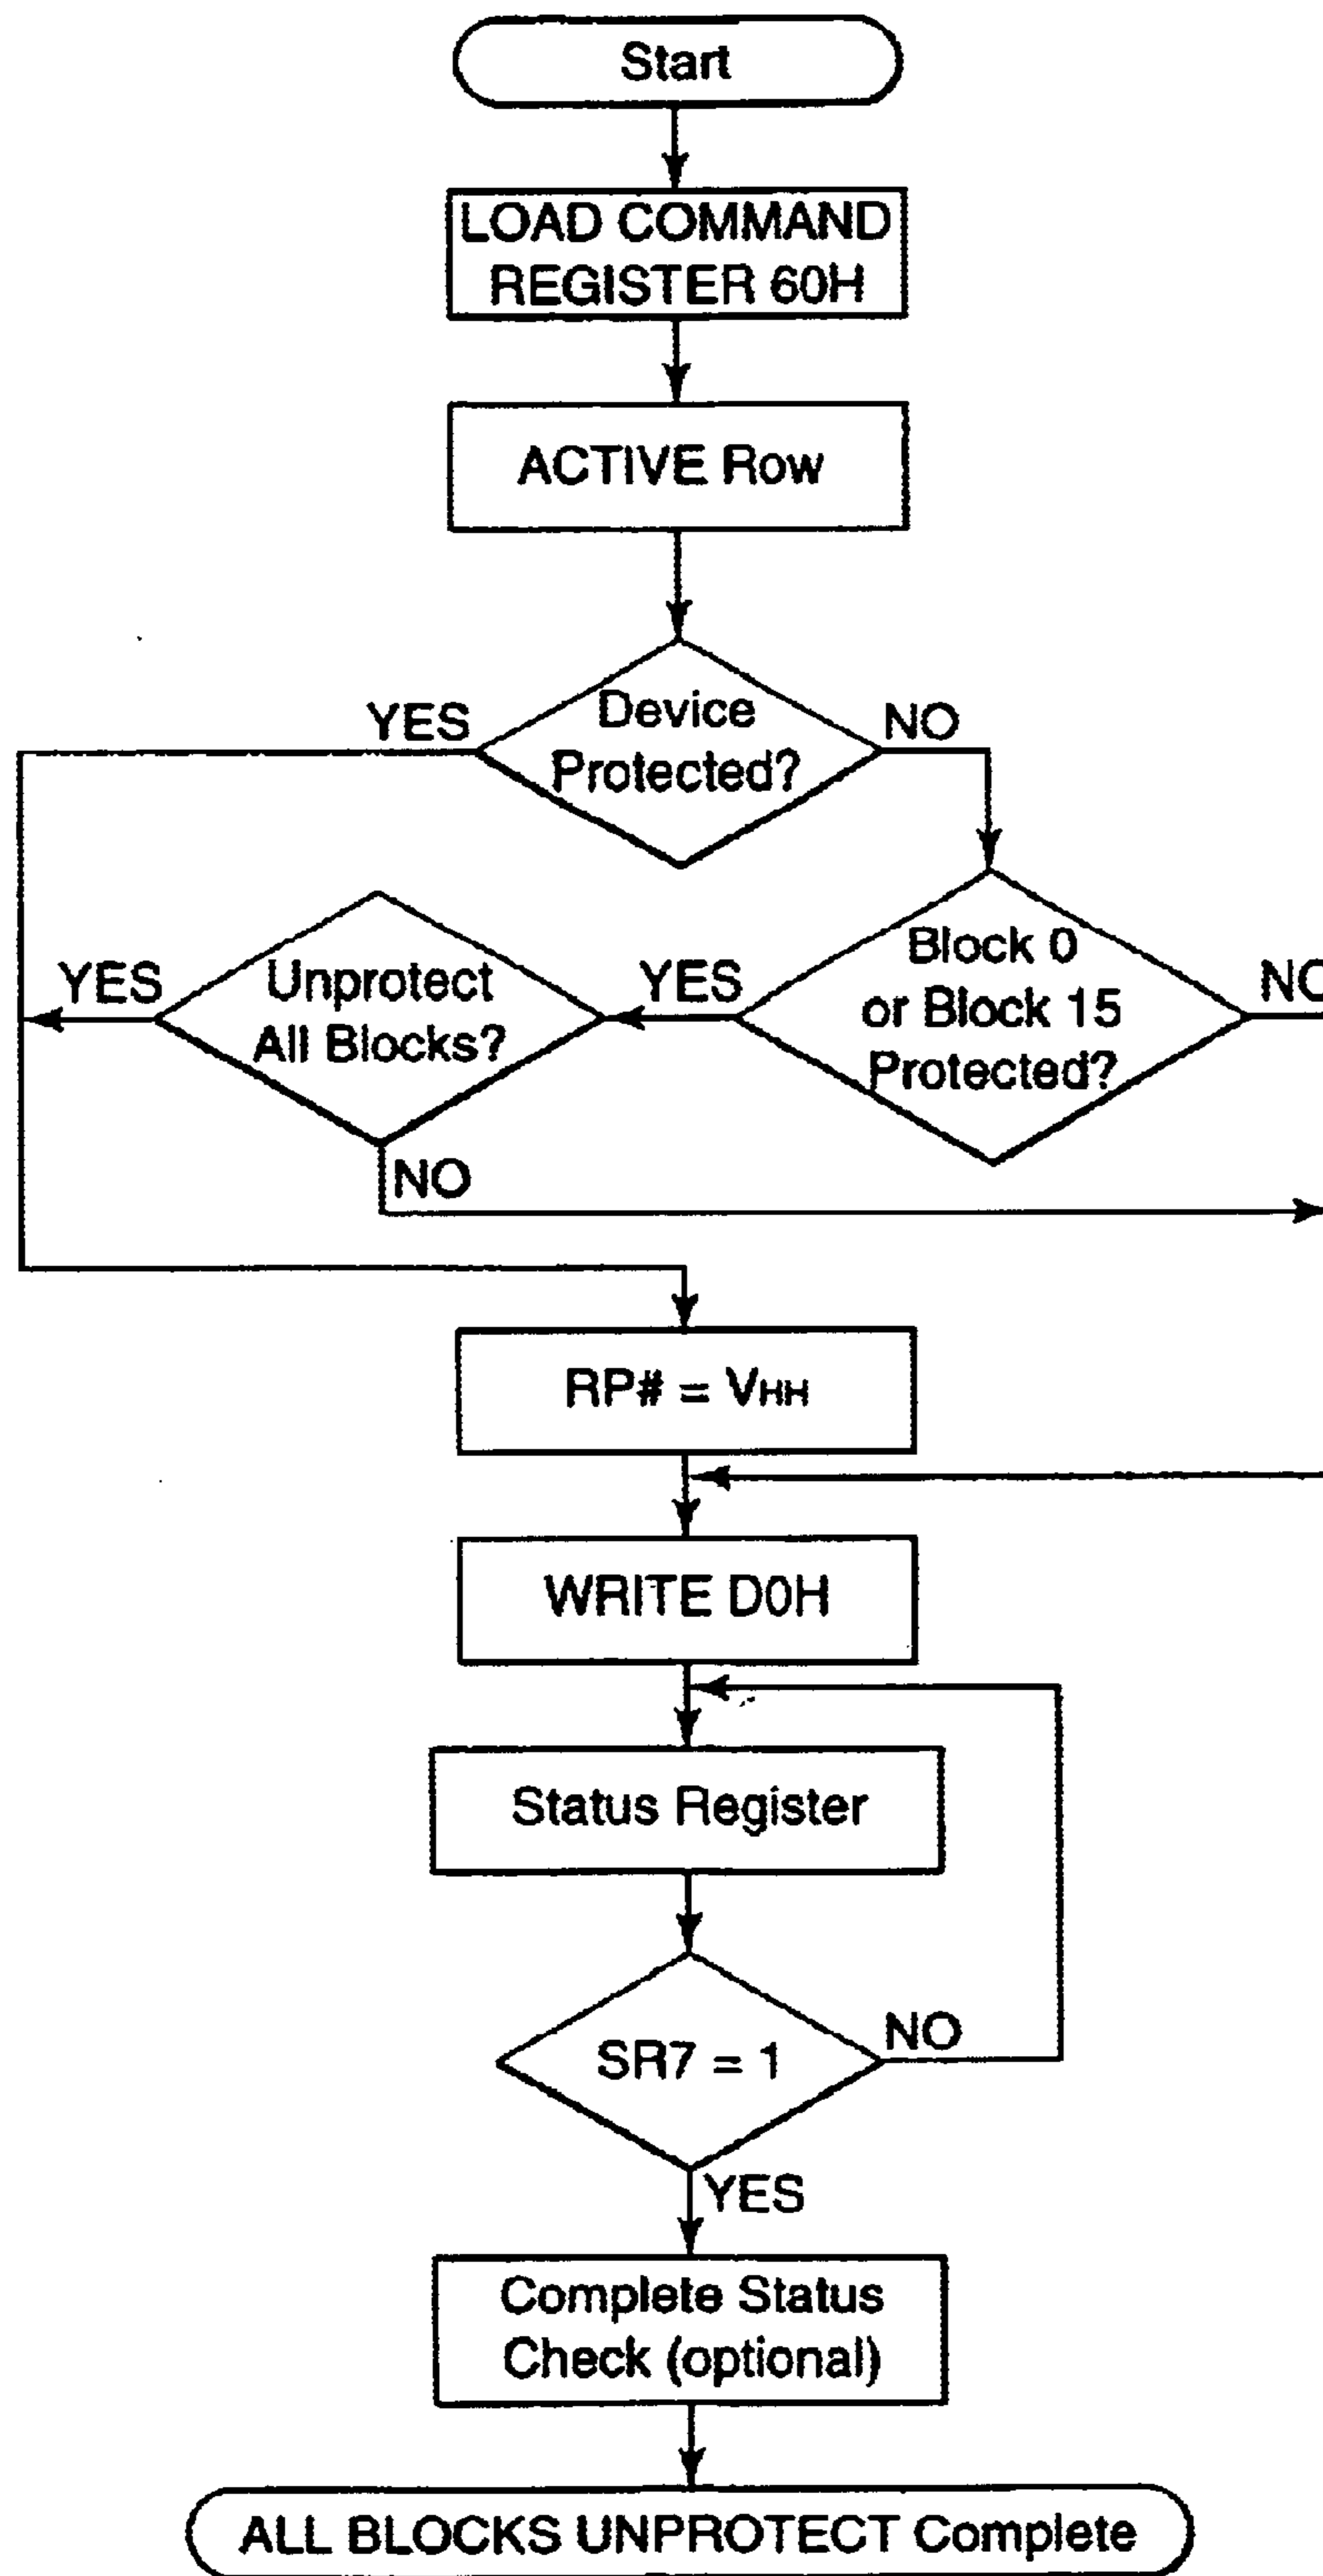 Start
LOAD COMMAND
REGISTER 60H
ACTIVE Row
YES
Device
Protected?
NO
YES
Unprotect
All Blocks?
YES
Block 0
or Block 15
Protected?
NO
NO
RP# = VHH
WRITE D0H
Status Register
SR7 = 1
NO
YES
Complete Status
Check (optional)
ALL BLOCKS UNPROTECT Complete